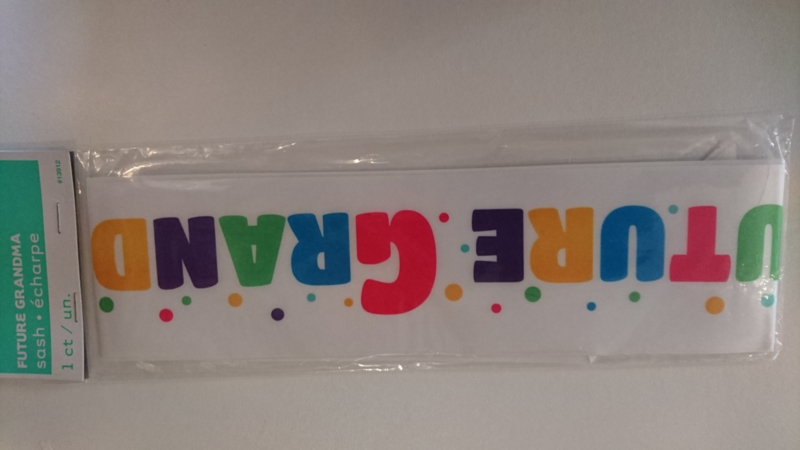 FUTURE GRANDMA
sash • écharpe
1 ct / un.
UTURE GRAND